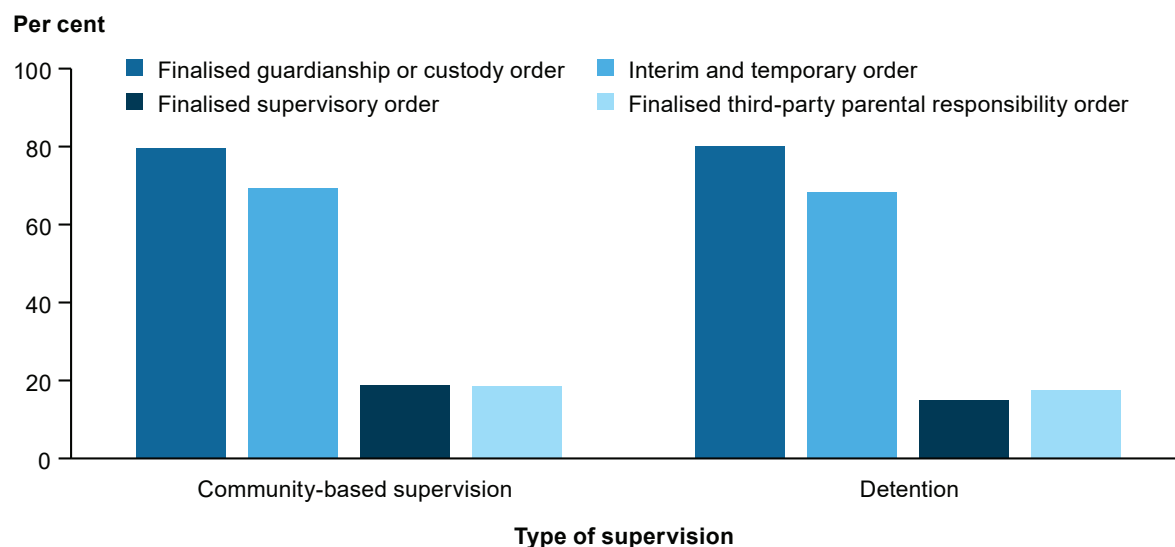 Per cent
Finalised guardianship or custody order
Interim and temporary order
Finalised supervisory order
Finalised third-party parental responsibility order
100
80
60
40
20
0
Community-based supervision
Detention
Type of supervision